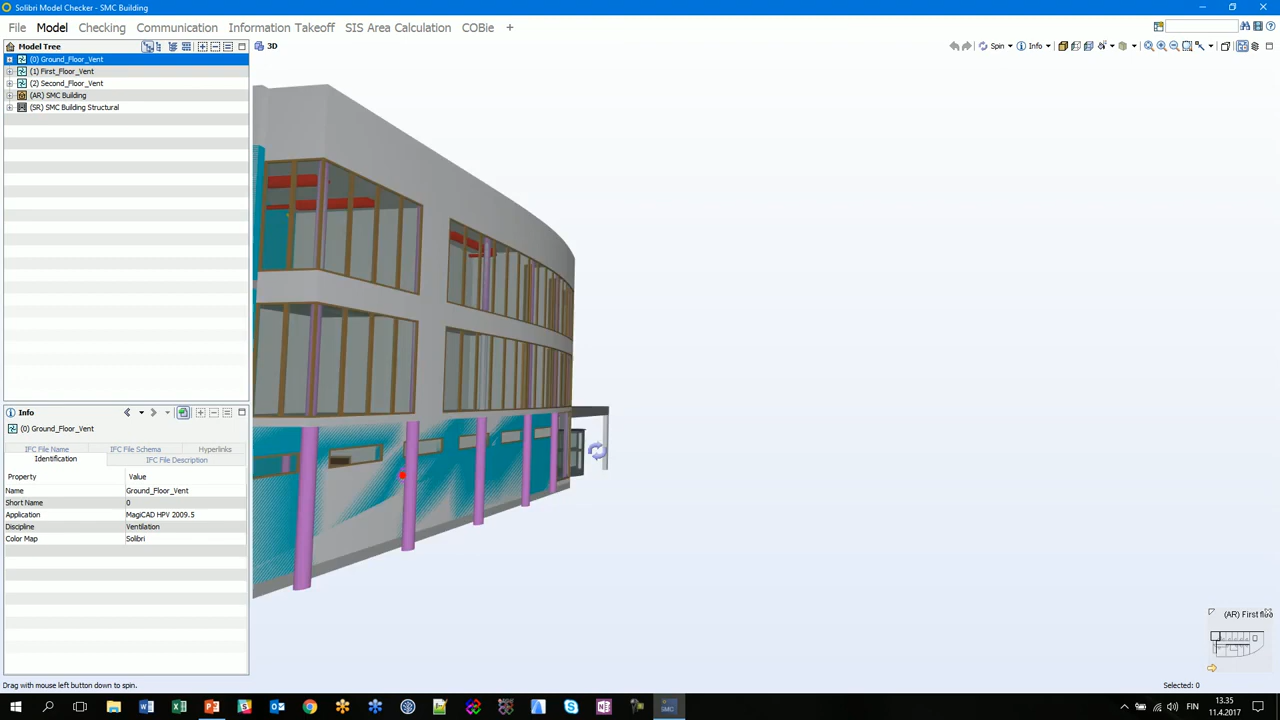 Solibri Model Checker - SMC Building
File Model Checking Communication Information Takeoff SIS Area Calculation COBie +
Model Tree
3D
Spin
Info
(0) Ground_Floor_Vent
(1) First_Floor_Vent
(2) Second_Floor_Vent
(AR) SMC Building
(SR) SMC Building Structural
Info
(0) Ground_Floor_Vent
IFC File Name IFC File Schema Hyperlinks
Identification IFC File Description
Property Value
Name Ground_Floor_Vent
Short Name 0
Application MagiCAD HPV 2009.5
Discipline Ventilation
Color Map Solibri
(AR) First
Drag with mouse left button down to spin.
Selected: 0
SMC
FIN
13.35
11.4.2017